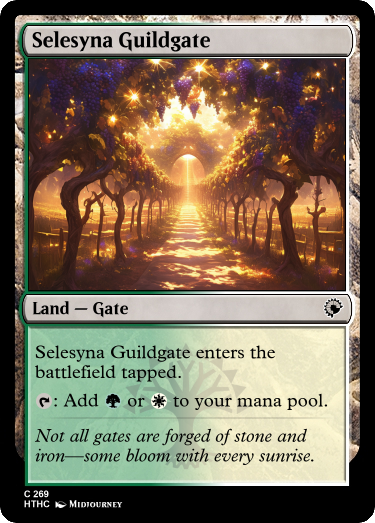 Selesyna Guildgate
Land — Gate
Selesyna Guildgate enters the
battlefield tapped.
: Add or to your mana pool.
Not all gates are forged of stone and
iron—some bloom with every sunrise.
C 269
HTHC Midjourney